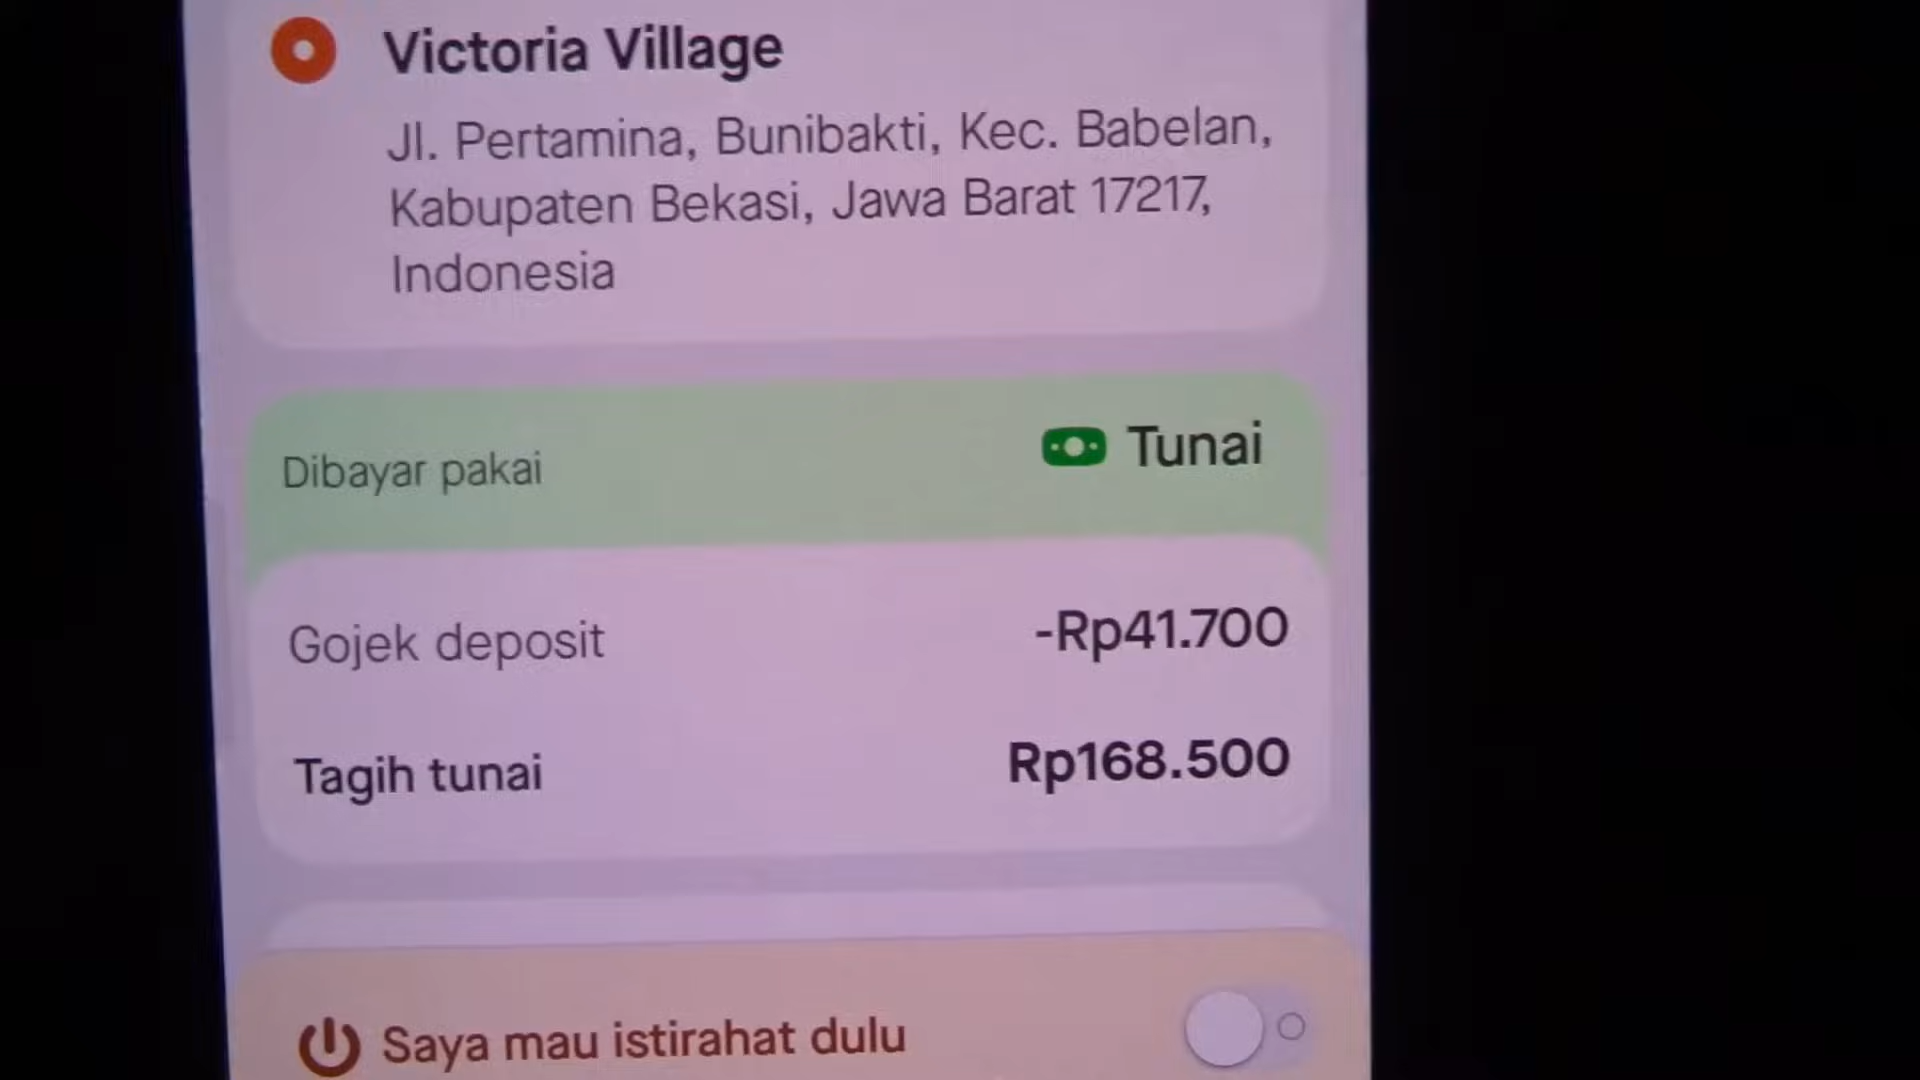 Victoria Village
Jl. Pertamina, Bunibakti, Kec. Babelan,
Kabupaten Bekasi, Jawa Barat 17217,
Indonesia
Dibayar pakai
Tunai
Gojek deposit
-Rp41.700
Tagih tunai
Rp168.500
Saya mau istirahat dulu